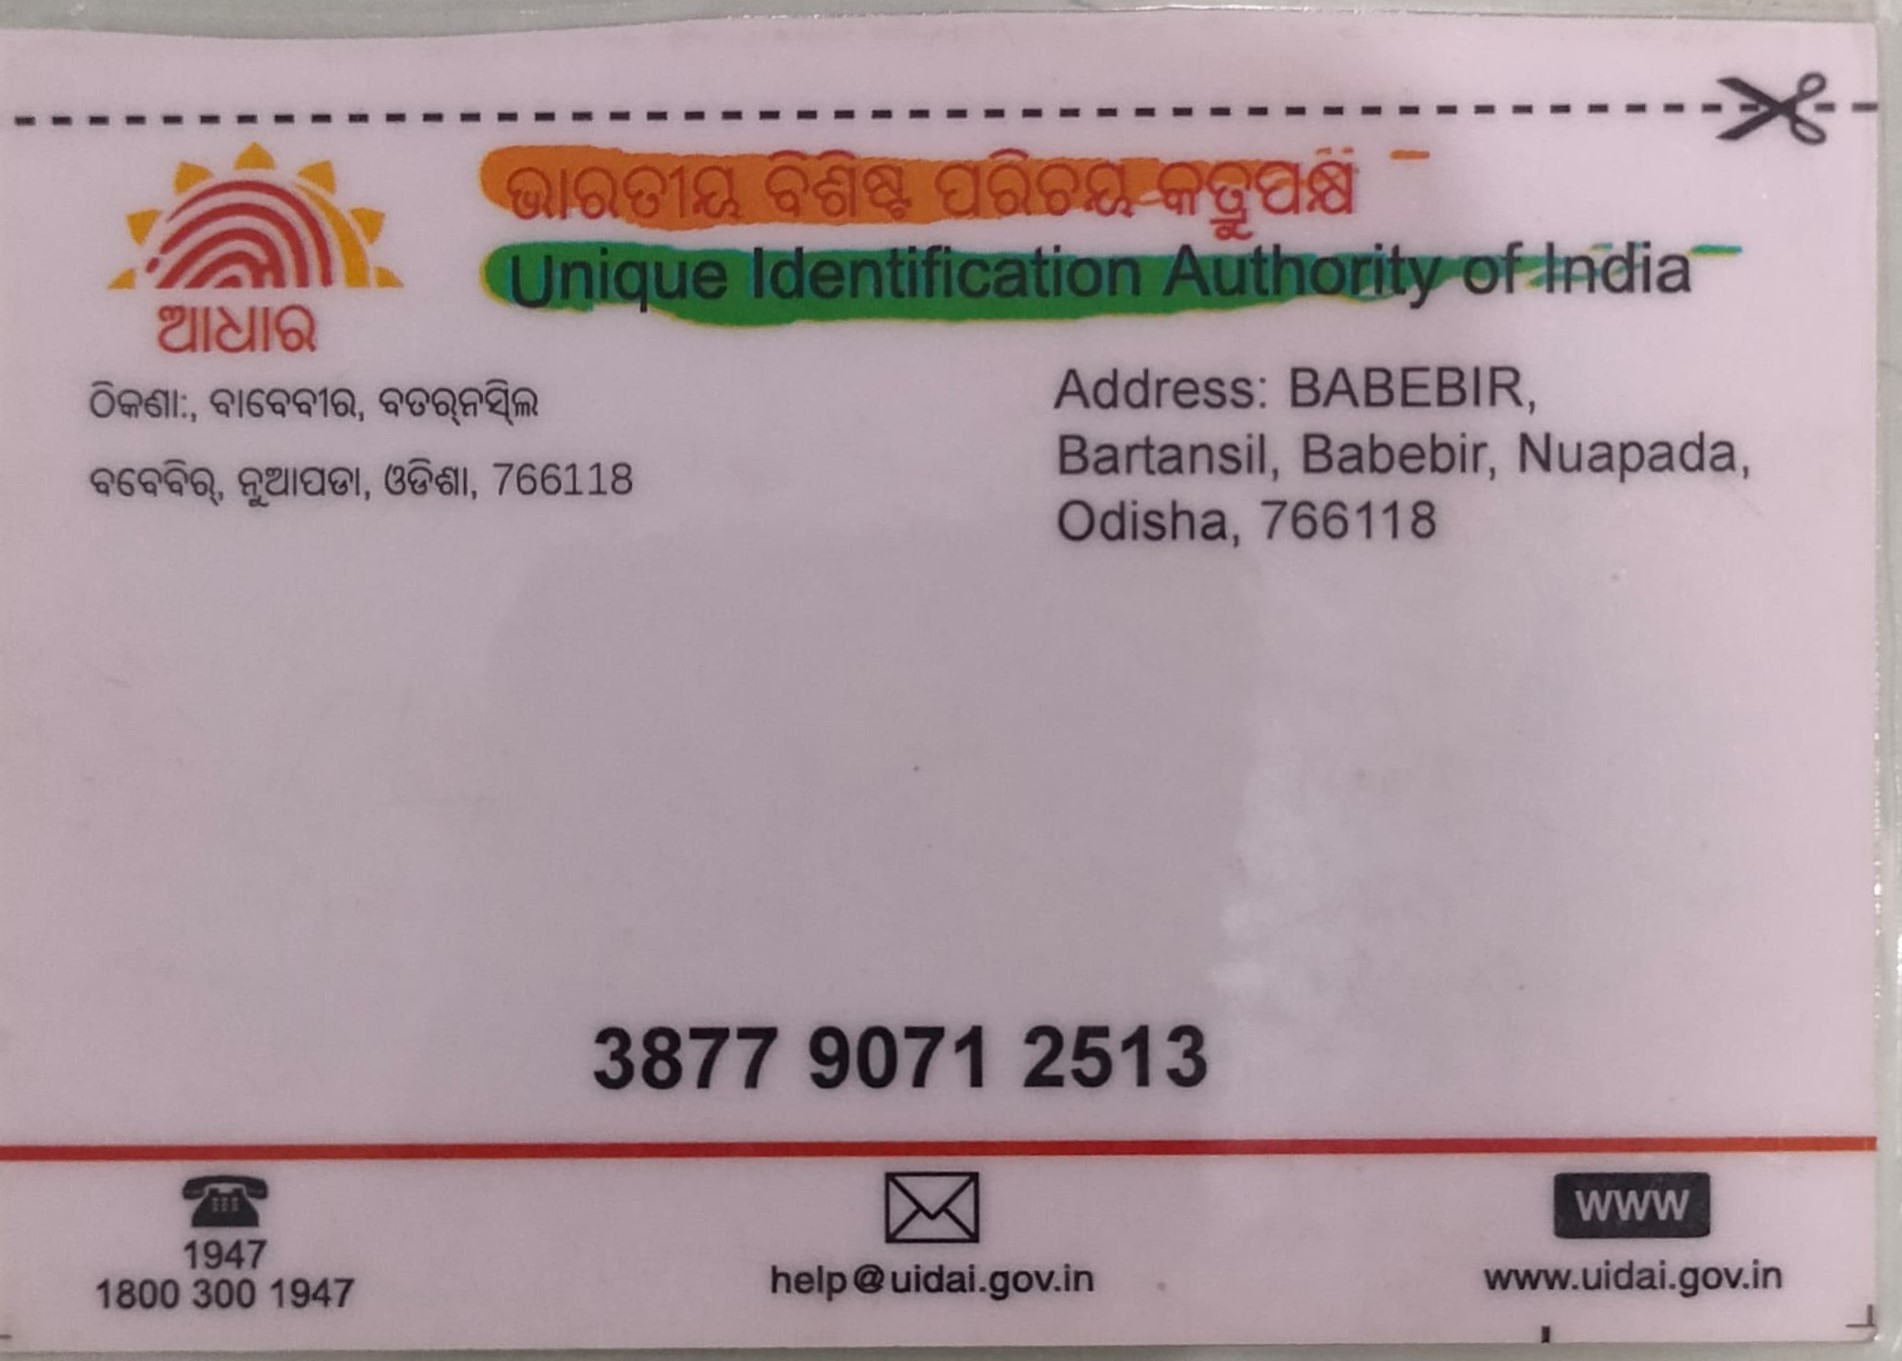 ଭାରତୀୟ ବିଶିଷ୍ଟ ପରିଚୟ କର୍ତ୍ତୃପକ୍ଷ
Unique Identification Authority of India
ଆଧାର
ଠିକଣା:, ବାବେବୀର, ବତର୍ନସ୍ଲି
ବବେବିର୍, ନୁଆପଡା, ଓଡିଶା, 766118
Address: BABEBIR,
Bartansil, Babebir, Nuapada,
Odisha, 766118
3877 9071 2513
1947
1800 300 1947
help@uidai.gov.in
WWW
www.uidai.gov.in